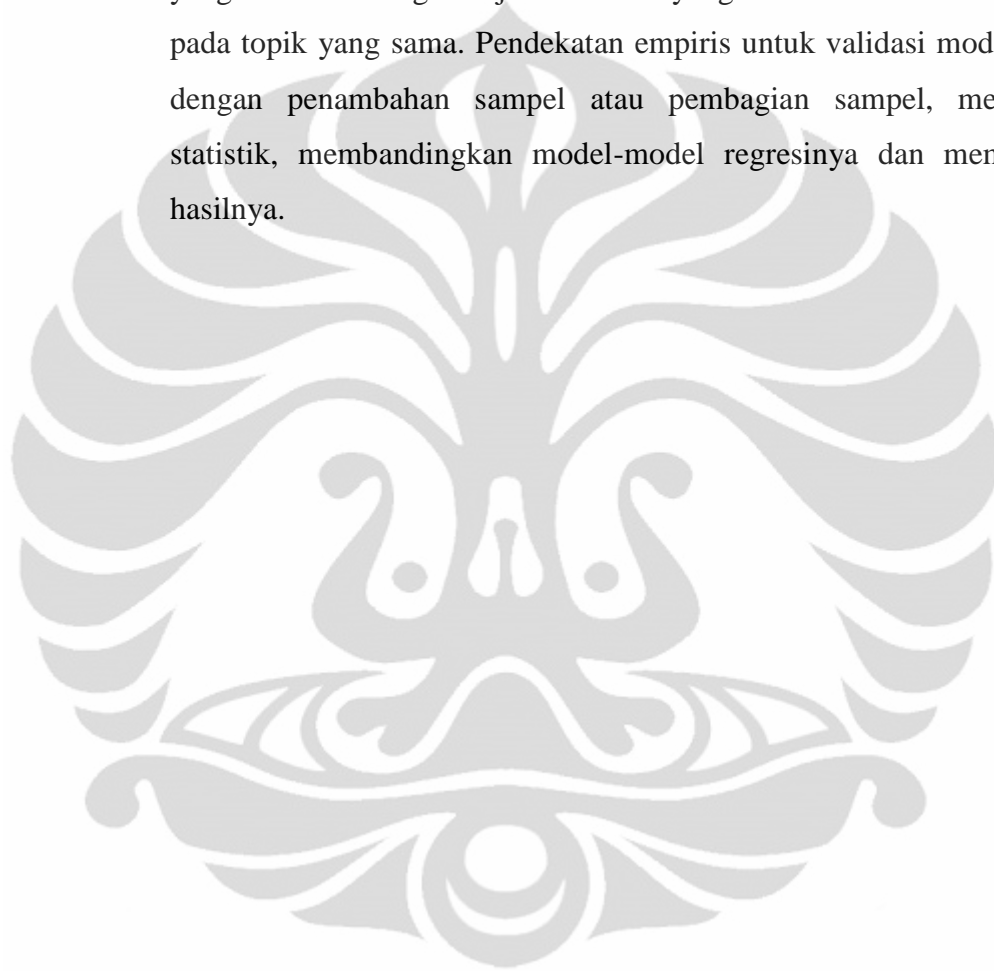 pada topik yang sama. Pendekatan empiris untuk validasi mod
dengan penambahan sampel atau pembagian sampel, me
statistik, membandingkan model-model regresinya dan men
hasilnya.